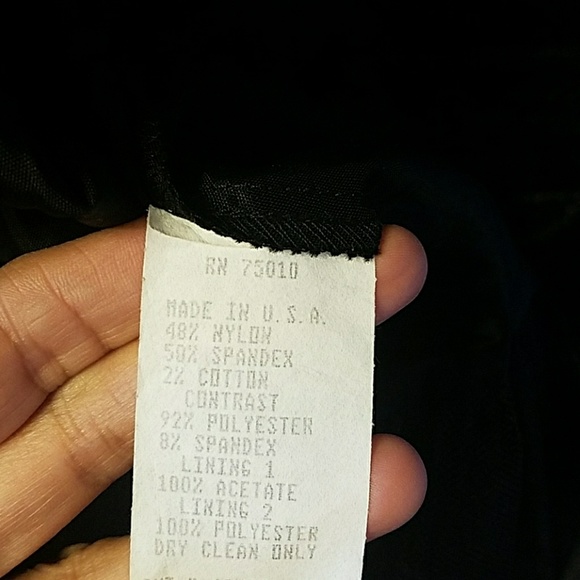 RN 75010
MADE IN U.S.A.
48% NYLON
50% SPANDEX
2% COTTON
CONTRAST
92% POLYESTER
8% SPANDEX
LINING 1
100% ACETATE
LINING 2
100% POLYESTER
DRY CLEAN ONLY